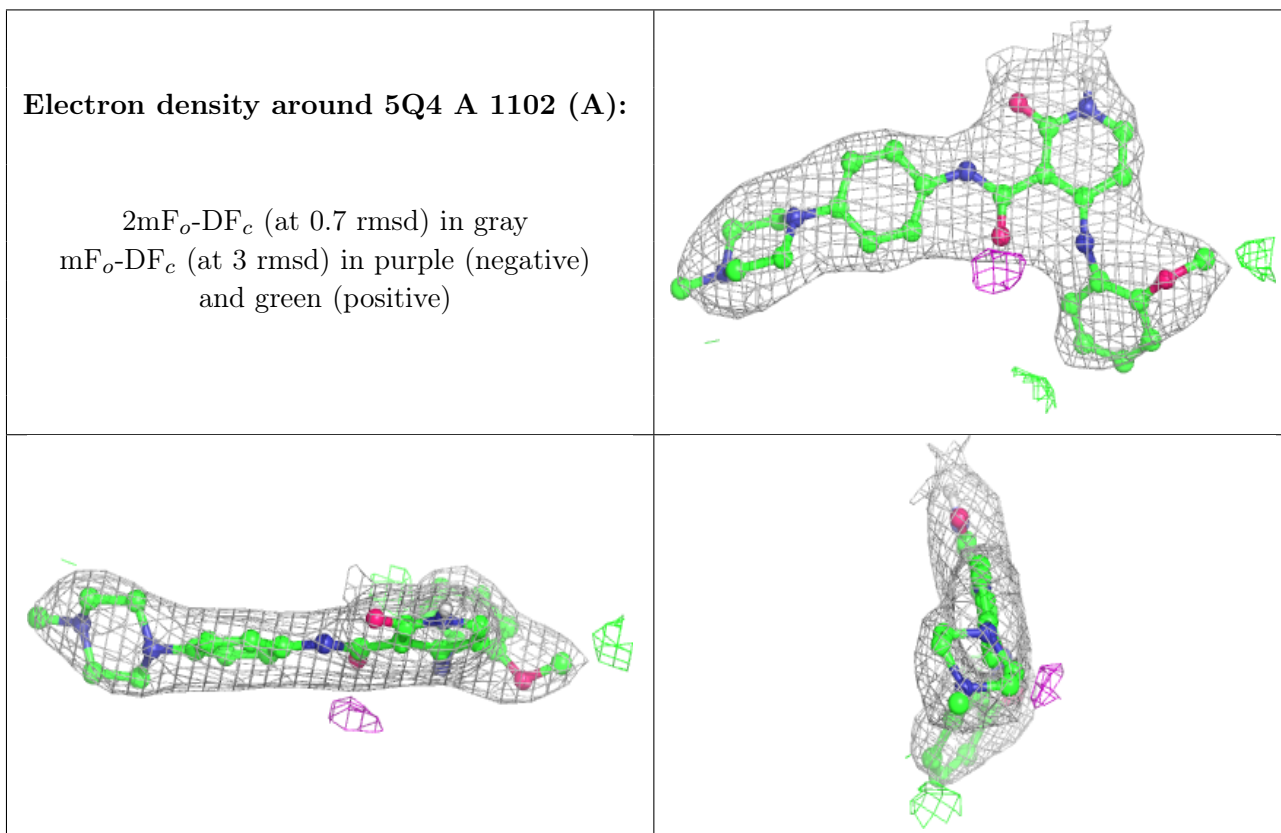 Electron density around 5Q4 A 1102 (A):
2mFo-DFc (at 0.7 rmsd) in gray
mFo-DFc (at 3 rmsd) in purple (negative)
and green (positive)